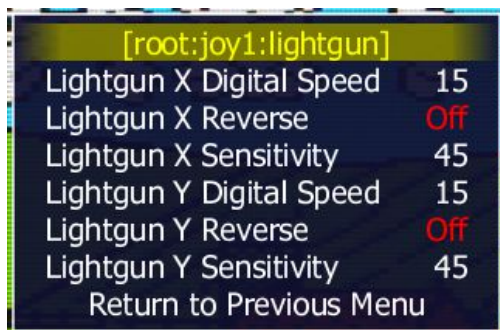 [root:joy1:lightgun]
Lightgun X Digital Speed 15
Lightgun X Reverse Off
Lightgun X Sensitivity 45
Lightgun Y Digital Speed 15
Lightgun Y Reverse Off
Lightgun Y Sensitivity 45
Return to Previous Menu